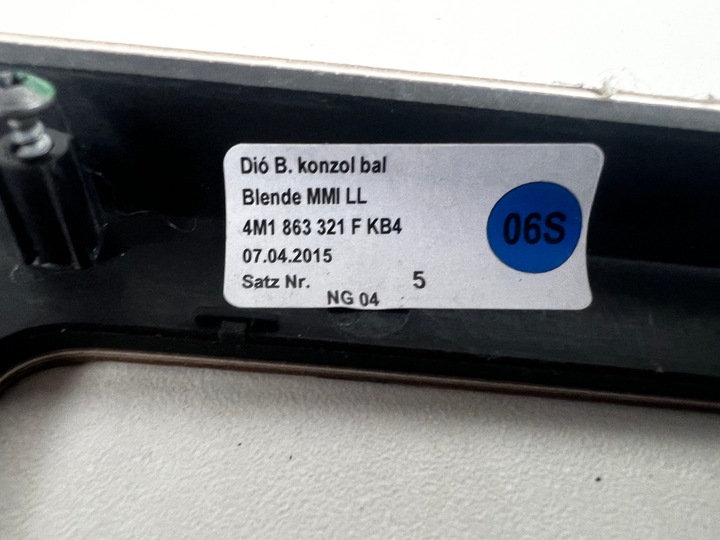 Dió B. konzol bal
Blende MMI LL
4M1 863 321 F KB4
07.04.2015
Satz Nr. 5
NG 04
06S